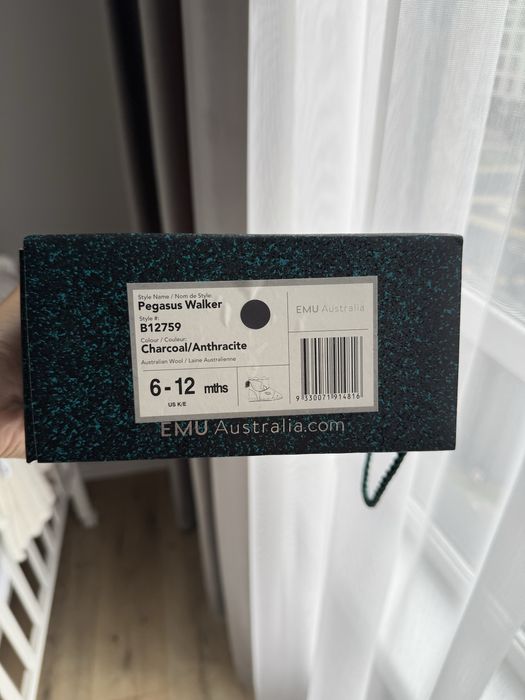 Style Name / Nom de Style:
Pegasus Walker
Style #:
B12759
Colour / Couleur:
Charcoal/Anthracite
Australian Wool / Laine Australienne
6 - 12 mths
US K/E
EMU Australia
9 330071 914816
EMU Australia.com